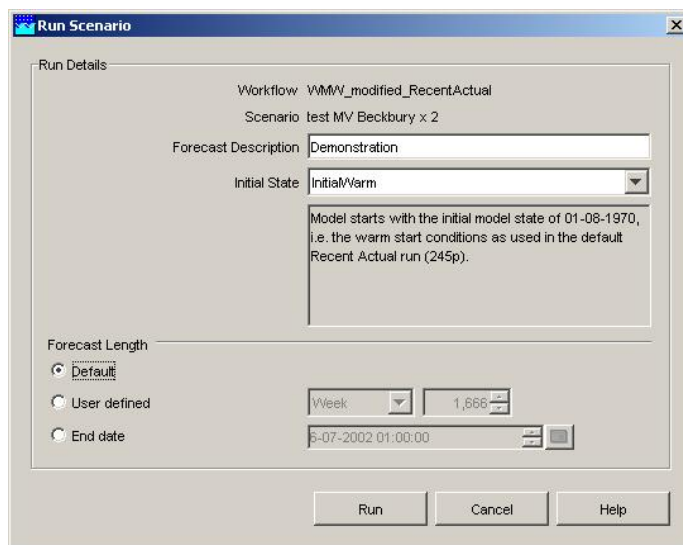 Run Scenario
Run Details
Workflow WMW_modified_RecentActual
Scenario test MV Beckbury x 2
Forecast Description Demonstration
Initial State InitialWarm
Model starts with the initial model state of 01-08-1970,
i.e. the warm start conditions as used in the default
Recent Actual run (245p).
Forecast Length
Default
User defined Week 1,666
End date 6-07-2002 01:00:00
Run Cancel Help